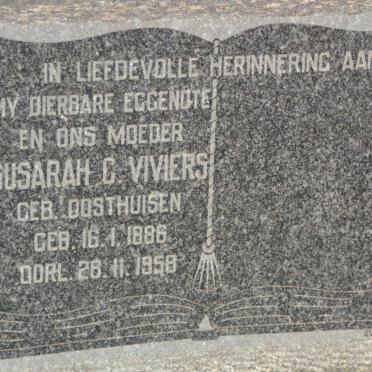 IN LIEFDEVOLLE HERINNERING AAN
MY DIERBARE EGGENOTE
EN ONS MOEDER
SUSARAH C. VIVIERS
GEB. OOSTHUISEN
GEB. 16.1.1886
OORL. 26.11.1958